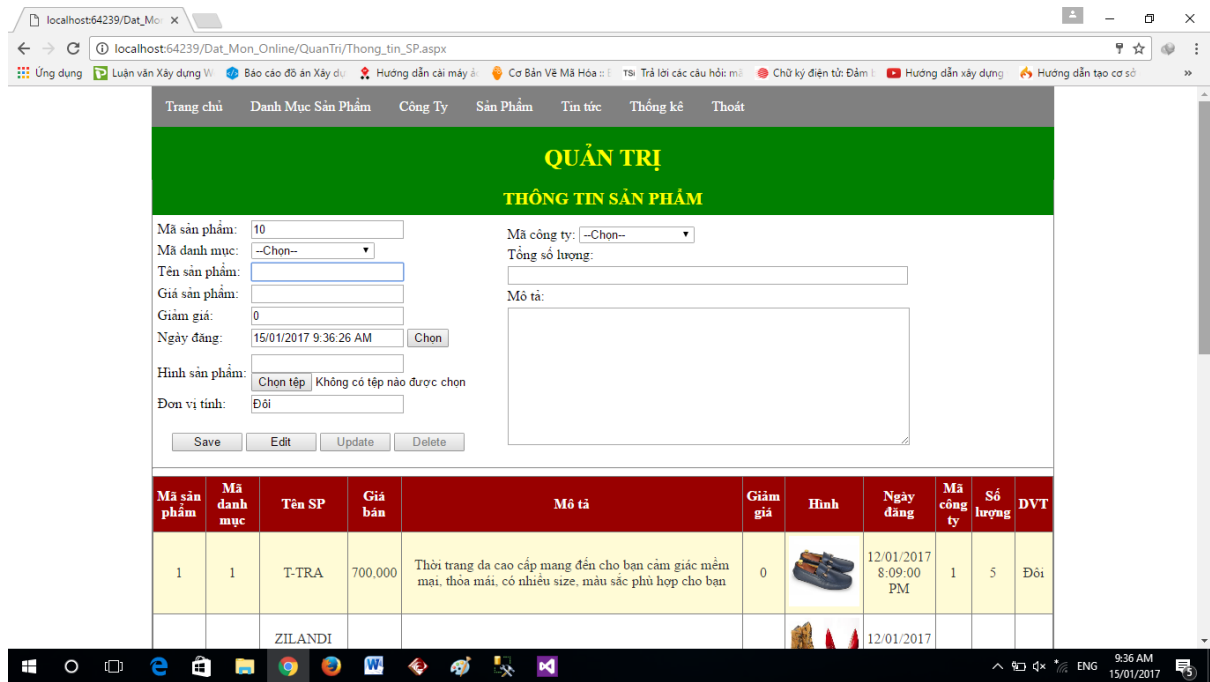 localhost:64239/Dat_Mo
localhost:64239/Dat_Mon_Online/QuanTri/Thong_tin_SP.aspx
Ứng dụng Luận văn Xây dựng W Báo cáo đồ án Xây dự Hướng dẫn cài máy ả Cơ Bản Về Mã Hóa :: Trả lời các câu hỏi: mã Chữ ký điện tử: Đảm Hướng dẫn xây dựng Hướng dẫn tạo cơ sở »
Trang chủ Danh Mục Sản Phẩm Công Ty Sản Phẩm Tin tức Thống kê Thoát
QUẢN TRỊ
THÔNG TIN SẢN PHẨM
Mã sản phẩm: 10
Mã danh mục: --Chọn--
Tên sản phẩm:
Giá sản phẩm:
Giảm giá: 0
Ngày đăng: 15/01/2017 9:36:26 AM Chọn
Hình sản phẩm:
Chọn tệp Không có tệp nào được chọn
Đơn vị tính: Đôi
Save Edit Update Delete
Mã công ty: --Chọn--
Tổng số lượng:
Mô tả:
Mã sản phẩm Mã danh mục Tên SP Giá bán Mô tả Giảm giá Hình Ngày đăng Mã công ty Số lượng DVT
1 1 T-TRA 700,000 Thời trang da cao cấp mang đến cho bạn cảm giác mềm
mại, thỏa mái, có nhiều size, màu sắc phù hợp cho bạn
0 12/01/2017 8:09:00 PM 1 5 Đôi
ZILANDI 12/01/2017
ENG 9:36 AM
15/01/2017
5